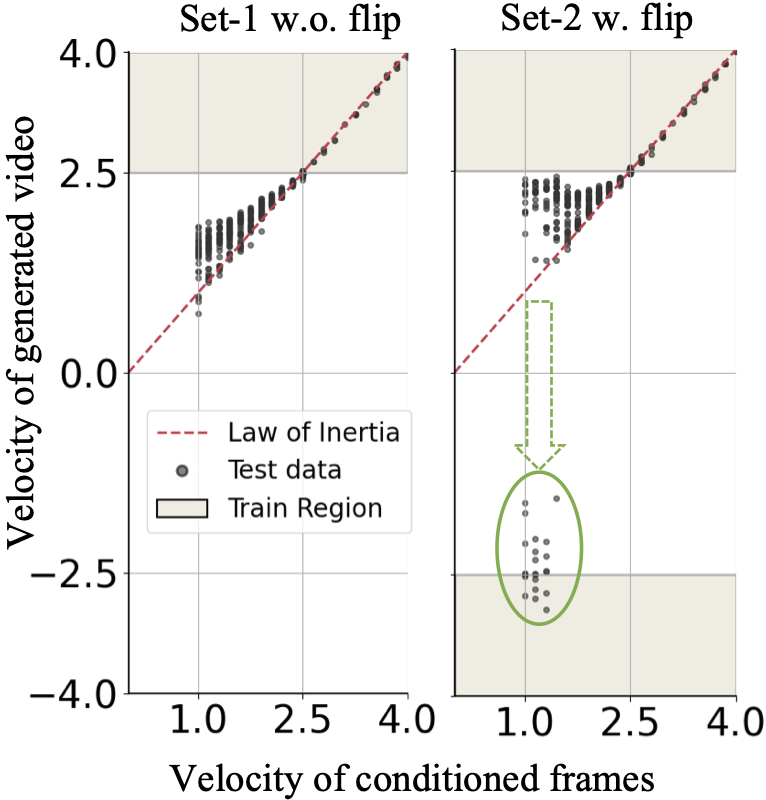 Set-1 w.o. flip
Set-2 w. flip
Velocity of generated video
4.0
2.5
0.0
−2.5
−4.0
Law of Inertia
Test data
Train Region
1.0 2.5 4.0
1.0 2.5 4.0
Velocity of conditioned frames